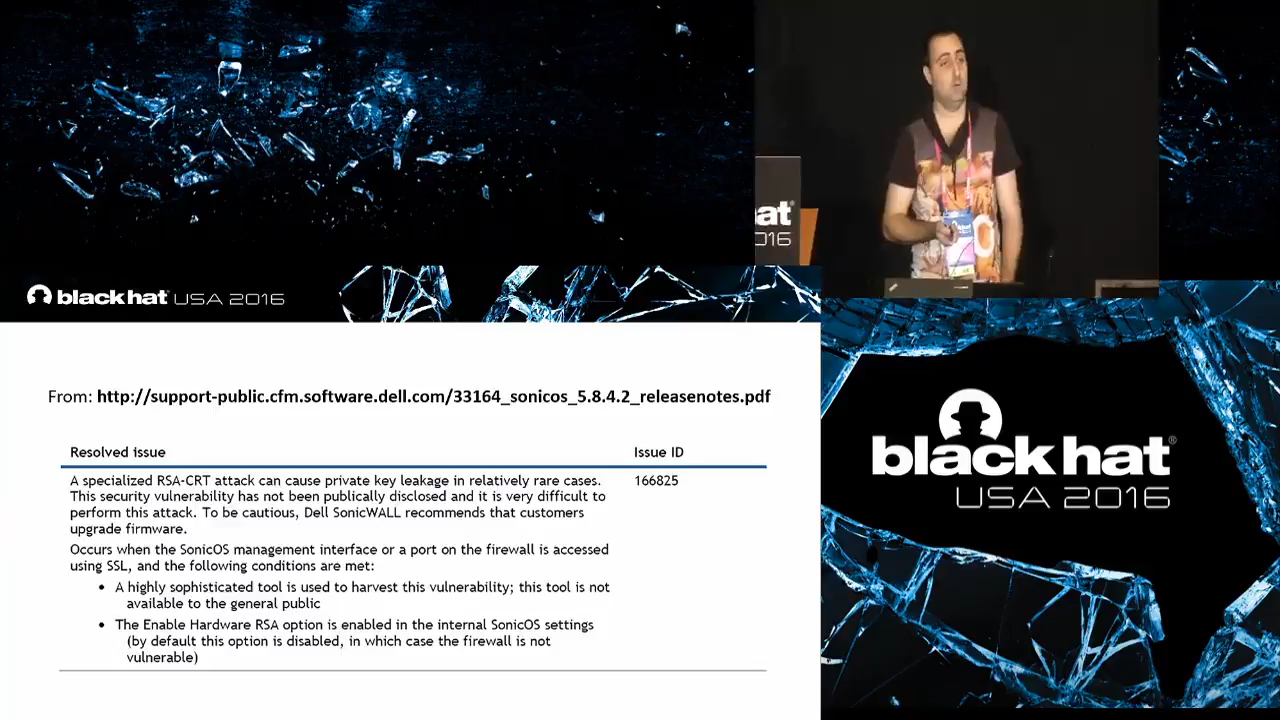 hat
2016
black hat USA 2016
From: http://support-public.cfm.software.dell.com/33164_sonicos_5.8.4.2_releasenotes.pdf
Resolved issue Issue ID
A specialized RSA-CRT attack can cause private key leakage in relatively rare cases. 166825
This security vulnerability has not been publically disclosed and it is very difficult to
perform this attack. To be cautious, Dell SonicWALL recommends that customers
upgrade firmware.
Occurs when the SonicOS management interface or a port on the firewall is accessed
using SSL, and the following conditions are met:
• A highly sophisticated tool is used to harvest this vulnerability; this tool is not
available to the general public
• The Enable Hardware RSA option is enabled in the internal SonicOS settings
(by default this option is disabled, in which case the firewall is not
vulnerable)
black hat®
USA 2016